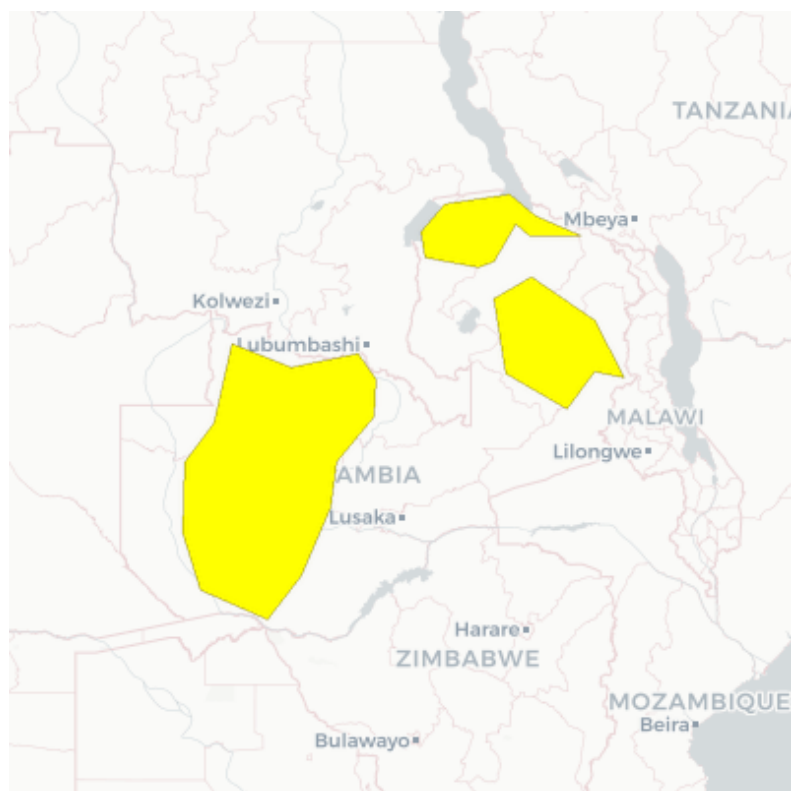 TANZANIA
Mbeya
Kolwezi
Lubumbashi
MALAWI
Lilongwe
AMBIA
Lusaka
Harare
ZIMBABWE
MOZAMBIQUE
Beira
Bulawayo